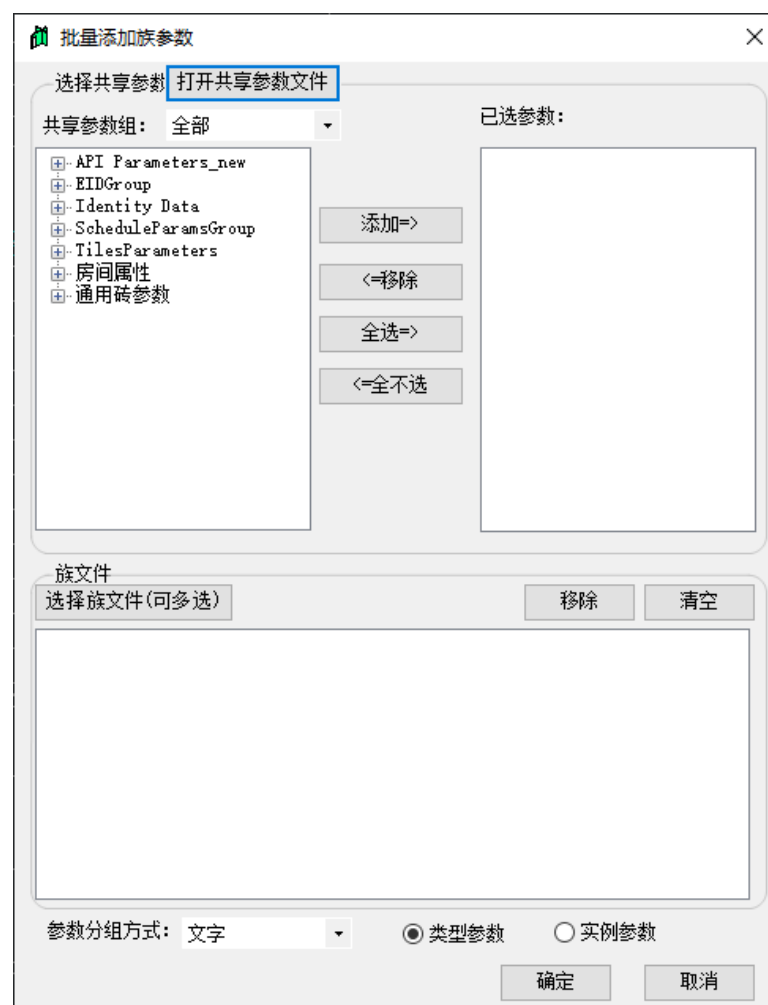 批量添加族参数
选择共享参数
打开共享参数文件
共享参数组：
全部
已选参数：
API Parameters_new
EIDGroup
Identity Data
ScheduleParamsGroup
TilesParameters
房间属性
通用砖参数
添加=>
<=移除
全选=>
<=全不选
族文件
选择族文件(可多选)
移除
清空
参数分组方式：
文字
类型参数
实例参数
确定
取消